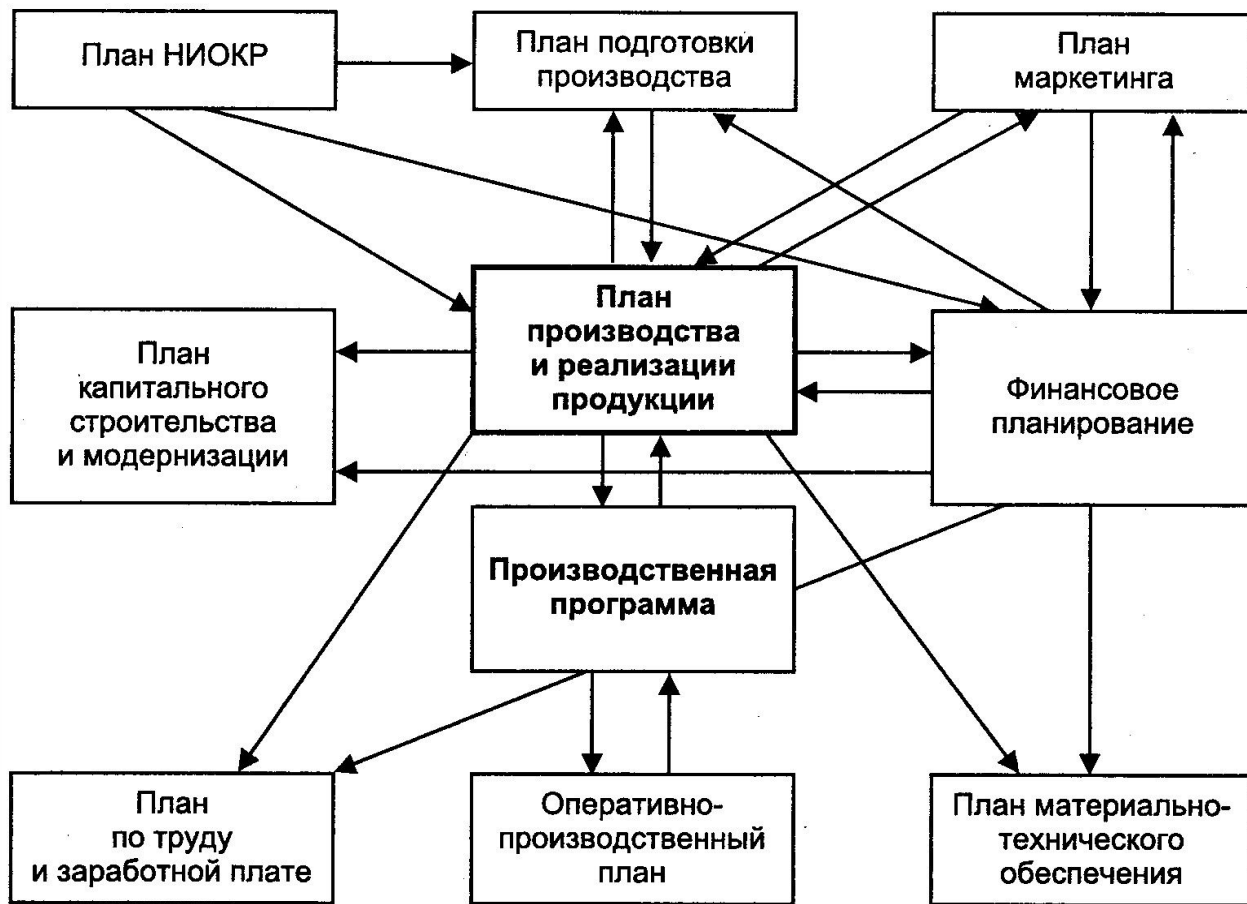 План НИОКР
План подготовки
производства
План
маркетинга
План
производства
и реализации
продукции
План
капитального
строительства
и модернизации
Финансовое
планирование
Производственная
программа
План
по труду
и заработной плате
Оперативно-
производственный
план
План материально-
технического
обеспечения